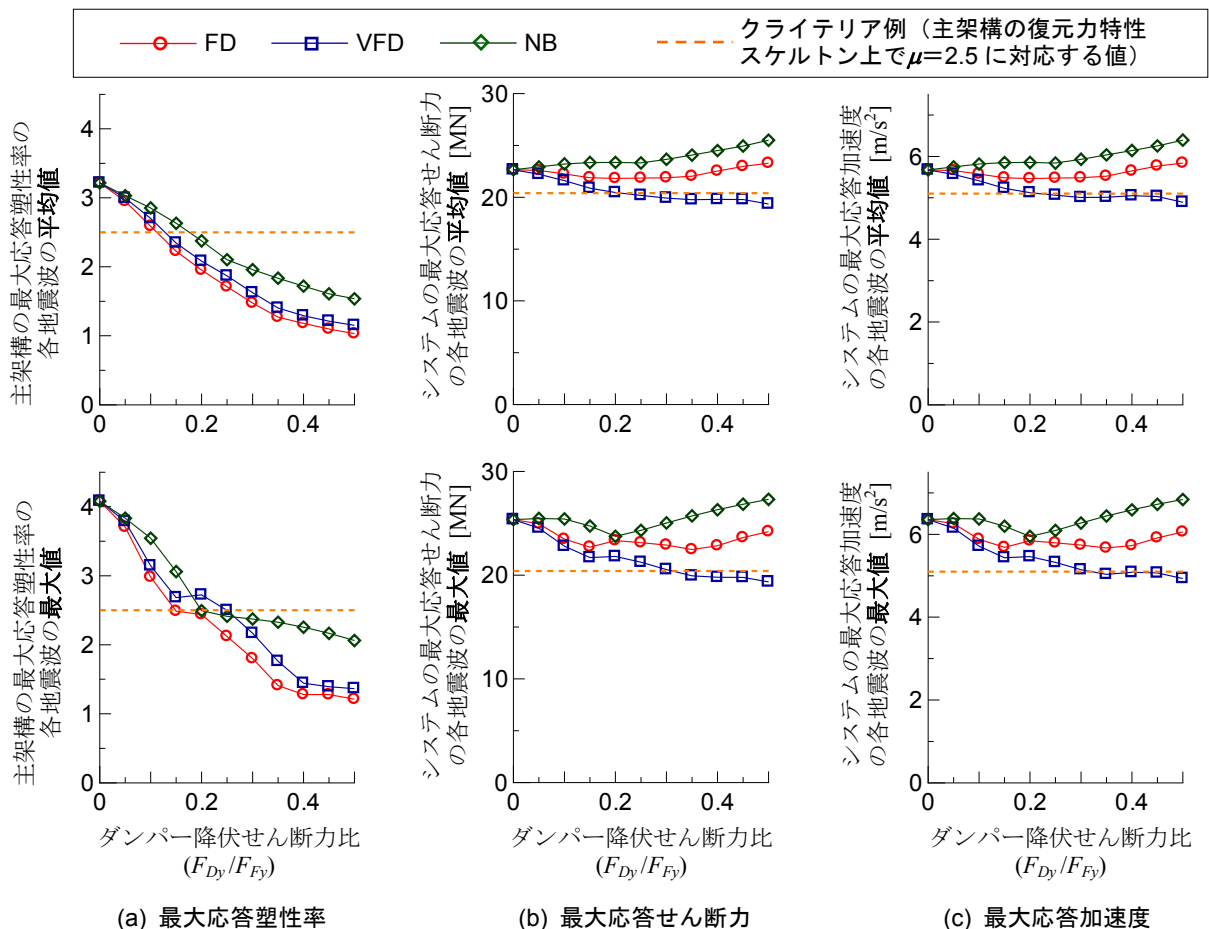 FD VFD NB クライテリア例（主架構の復元力特性
スケルトン上でμ＝2.5 に対応する値）
主架構の最大応答塑性率の
各地震波の平均値
4
3
2
1
0
0 0.2 0.4
システムの最大応答せん断力
の各地震波の平均値 [MN]
30
20
10
0
0 0.2 0.4
システムの最大応答加速度
の各地震波の平均値 [m/s²]
6
4
2
0
0 0.2 0.4
主架構の最大応答塑性率の
各地震波の最大値
4
3
2
1
0
0 0.2 0.4
ダンパー降伏せん断力比
(F_Dy/F_Fy)
(a) 最大応答塑性率
システムの最大応答せん断力
の各地震波の最大値 [MN]
30
20
10
0
0 0.2 0.4
ダンパー降伏せん断力比
(F_Dy/F_Fy)
(b) 最大応答せん断力
システムの最大応答加速度
の各地震波の最大値 [m/s²]
6
4
2
0
0 0.2 0.4
ダンパー降伏せん断力比
(F_Dy/F_Fy)
(c) 最大応答加速度